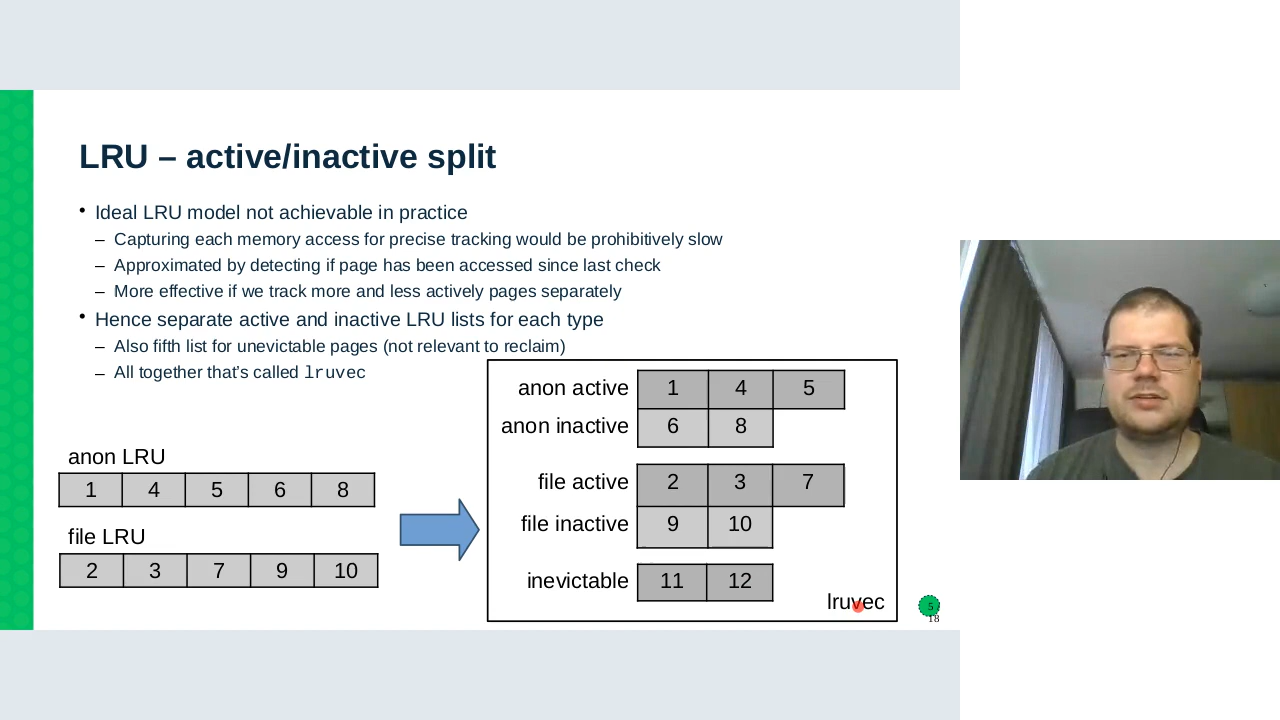 LRU – active/inactive split
• Ideal LRU model not achievable in practice
– Capturing each memory access for precise tracking would be prohibitively slow
– Approximated by detecting if page has been accessed since last check
– More effective if we track more and less actively pages separately
• Hence separate active and inactive LRU lists for each type
– Also fifth list for unevictable pages (not relevant to reclaim)
– All together that's called lruvec
anon LRU
1 4 5 6 8
file LRU
2 3 7 9 10
anon active 1 4 5
anon inactive 6 8
file active 2 3 7
file inactive 9 10
inevictable 11 12
lruvec
5
18